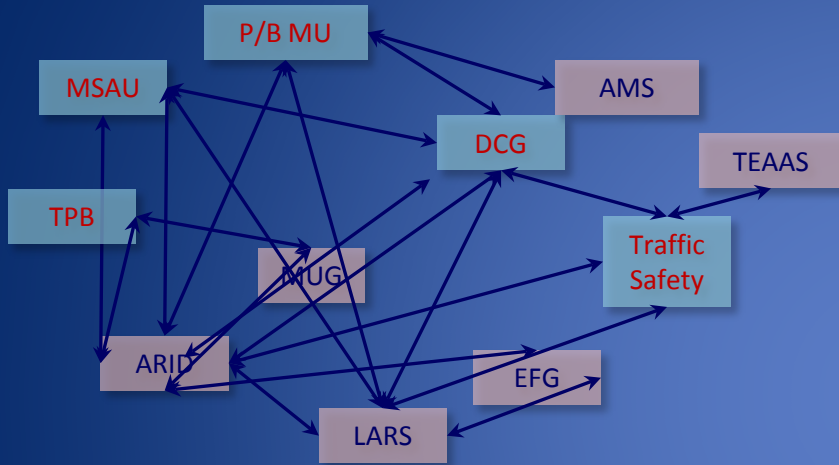 P/B MU
MSAU
AMS
DCG
TEAAS
TPB
Traffic
Safety
MUG
ARID
EFG
LARS